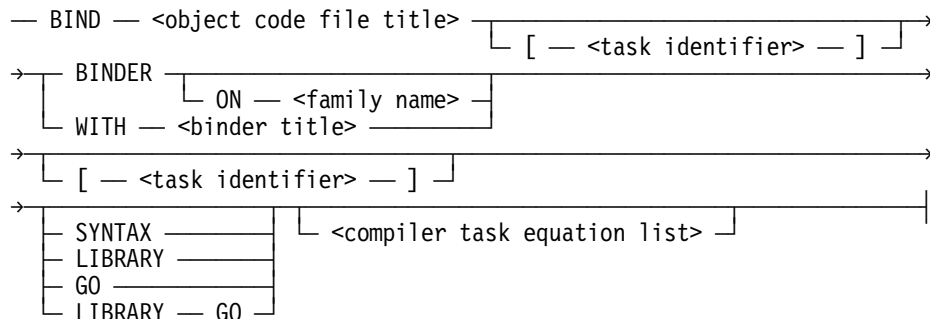 BIND <object code file title>
[ <task identifier> ]
BINDER
ON <family name>
WITH <binder title>
[ <task identifier> ]
SYNTAX <compiler task equation list>
LIBRARY
GO
LIBRARY GO